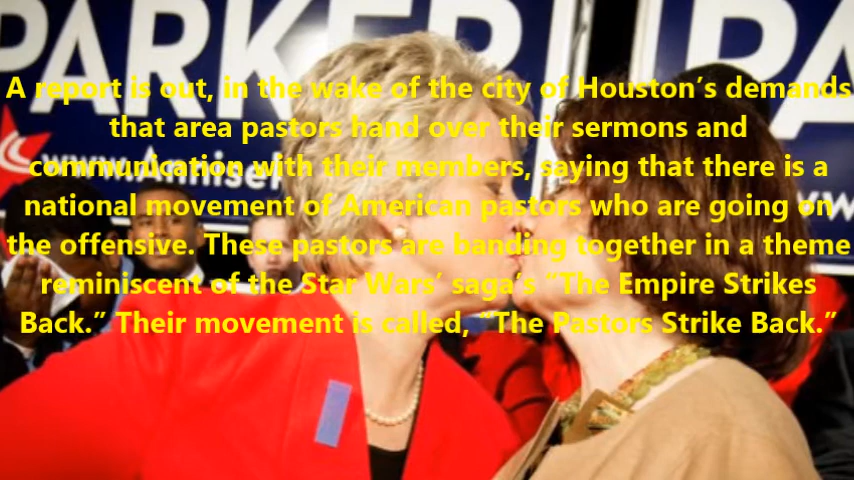 PARKER PA
A report is out, in the wake of the city of Houston’s demands
that area pastors hand over their sermons and
communication with their members, saying that there is a
national movement of American pastors who are going on
the offensive. These pastors are banding together in a theme
reminiscent of the Star Wars’ saga’s “The Empire Strikes
Back.” Their movement is called, “The Pastors Strike Back.”